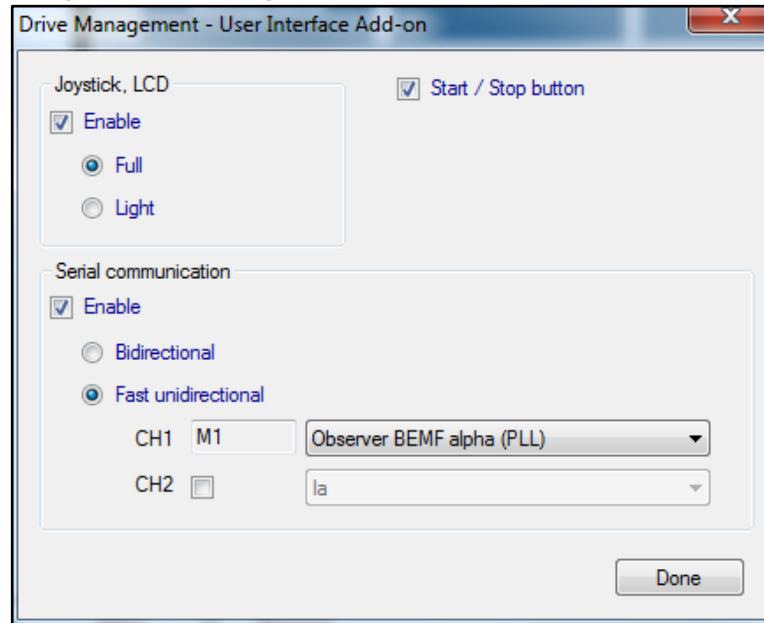 Drive Management - User Interface Add-on
Joystick, LCD
Start / Stop button
Enable
Full
Light
Serial communication
Enable
Bidirectional
Fast unidirectional
CH1 M1 Observer BEMF alpha (PLL)
CH2 Ia
Done